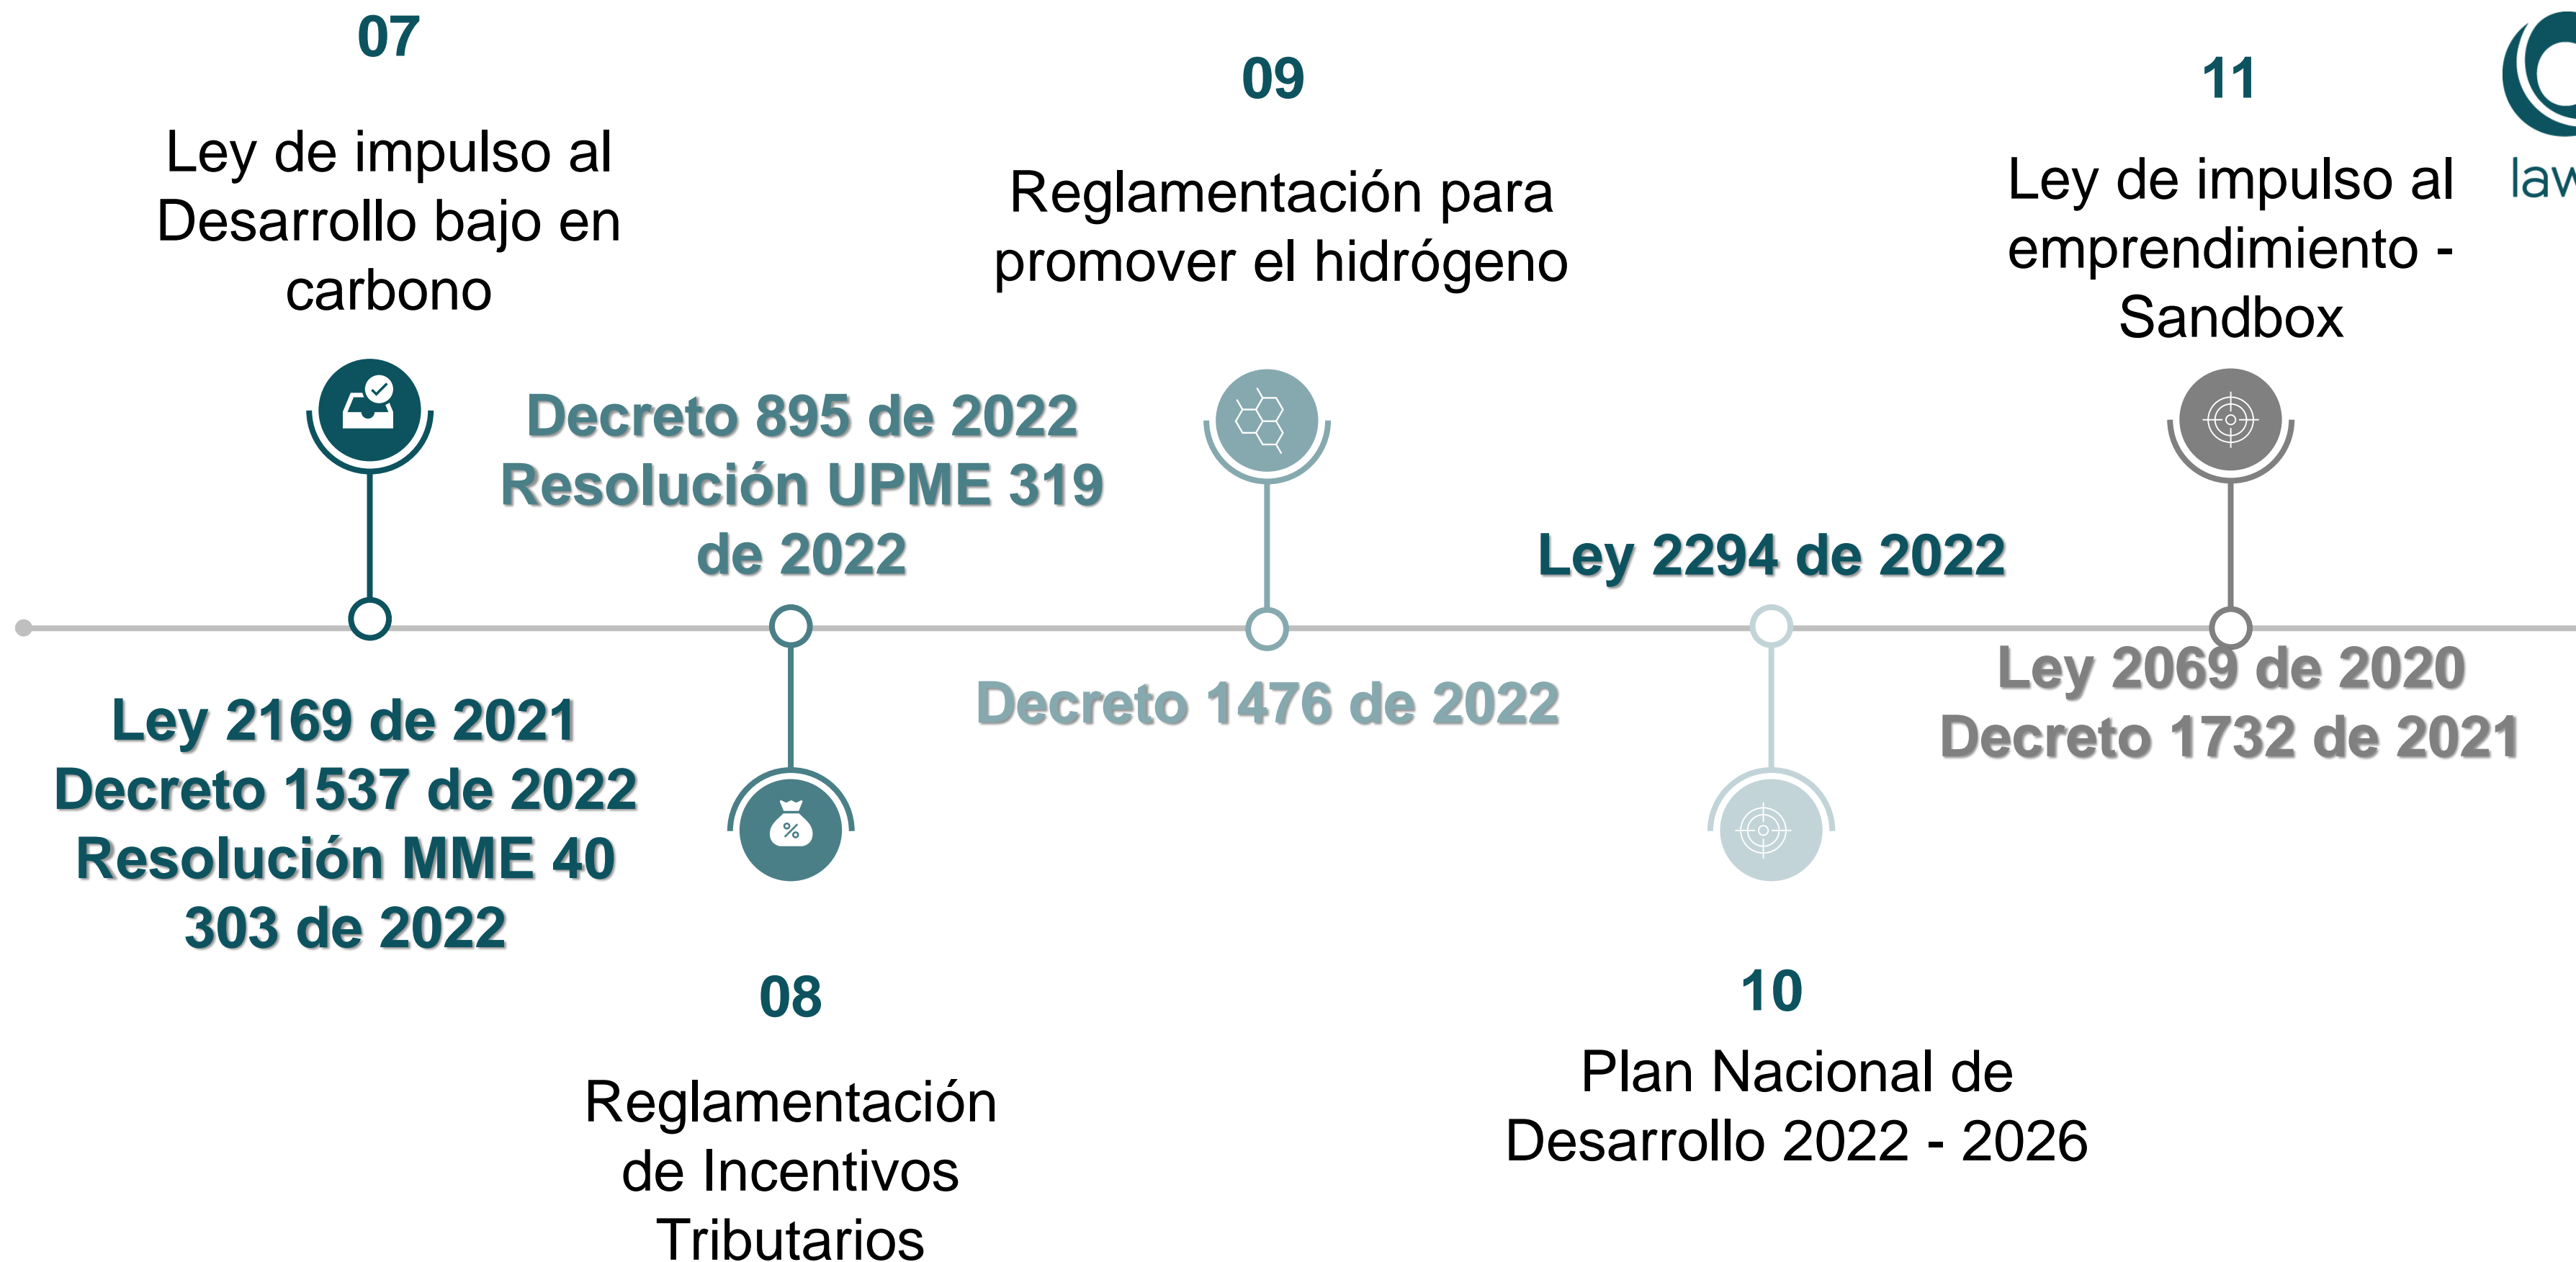 07
Ley de impulso al
Desarrollo bajo en
carbono
Ley 2169 de 2021
Decreto 1537 de 2022
Resolución MME 40
303 de 2022
Decreto 895 de 2022
Resolución UPME 319
de 2022
08
Reglamentación
de Incentivos
Tributarios
09
Reglamentación para
promover el hidrógeno
Decreto 1476 de 2022
Ley 2294 de 2022
10
Plan Nacional de
Desarrollo 2022 - 2026
11
Ley de impulso al
emprendimiento -
Sandbox
Ley 2069 de 2020
Decreto 1732 de 2021
%